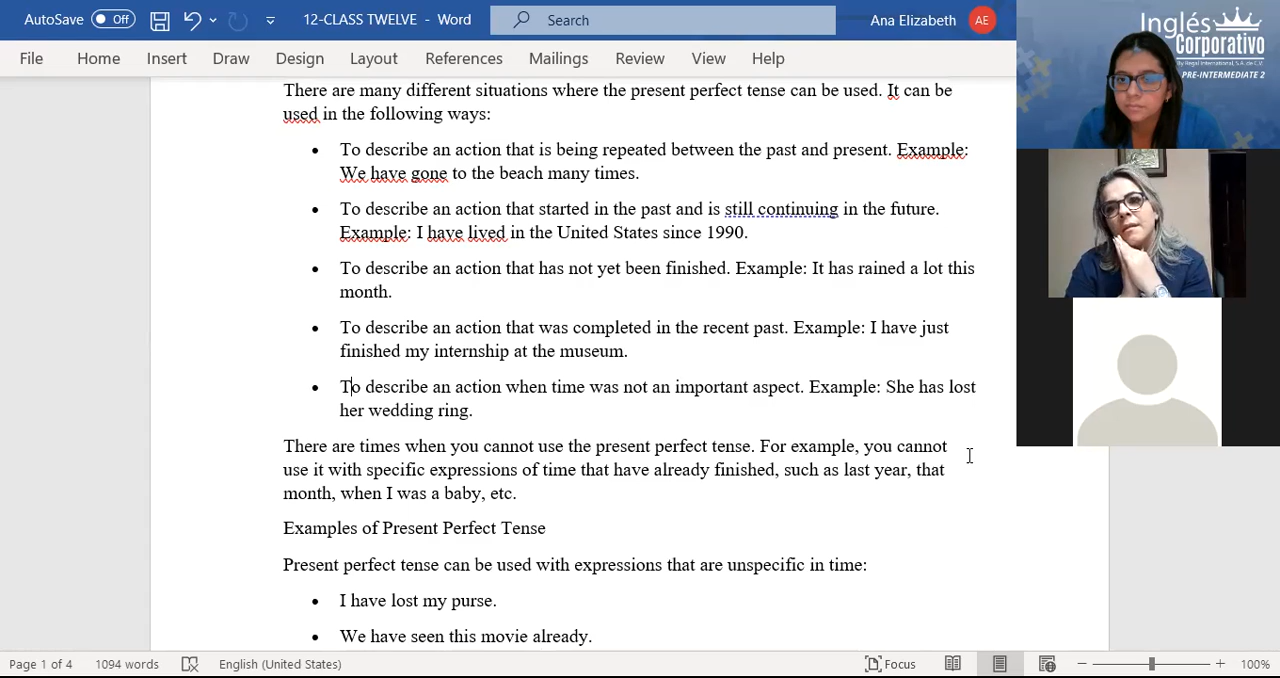 AutoSave Off 12-CLASS TWELVE - Word Search Ana Elizabeth AE
File Home Insert Draw Design Layout References Mailings Review View Help
Inglés
Corporativo
By Regal International, S.A. de C.V.
PRE-INTERMEDIATE 2
There are many different situations where the present perfect tense can be used. It can be
used in the following ways:
• To describe an action that is being repeated between the past and present. Example:
We have gone to the beach many times.
• To describe an action that started in the past and is still continuing in the future.
Example: I have lived in the United States since 1990.
• To describe an action that has not yet been finished. Example: It has rained a lot this
month.
• To describe an action that was completed in the recent past. Example: I have just
finished my internship at the museum.
• To describe an action when time was not an important aspect. Example: She has lost
her wedding ring.
There are times when you cannot use the present perfect tense. For example, you cannot
use it with specific expressions of time that have already finished, such as last year, that
month, when I was a baby, etc.
Examples of Present Perfect Tense
Present perfect tense can be used with expressions that are unspecific in time:
• I have lost my purse.
• We have seen this movie already.
Page 1 of 4 1094 words English (United States) Focus 100%